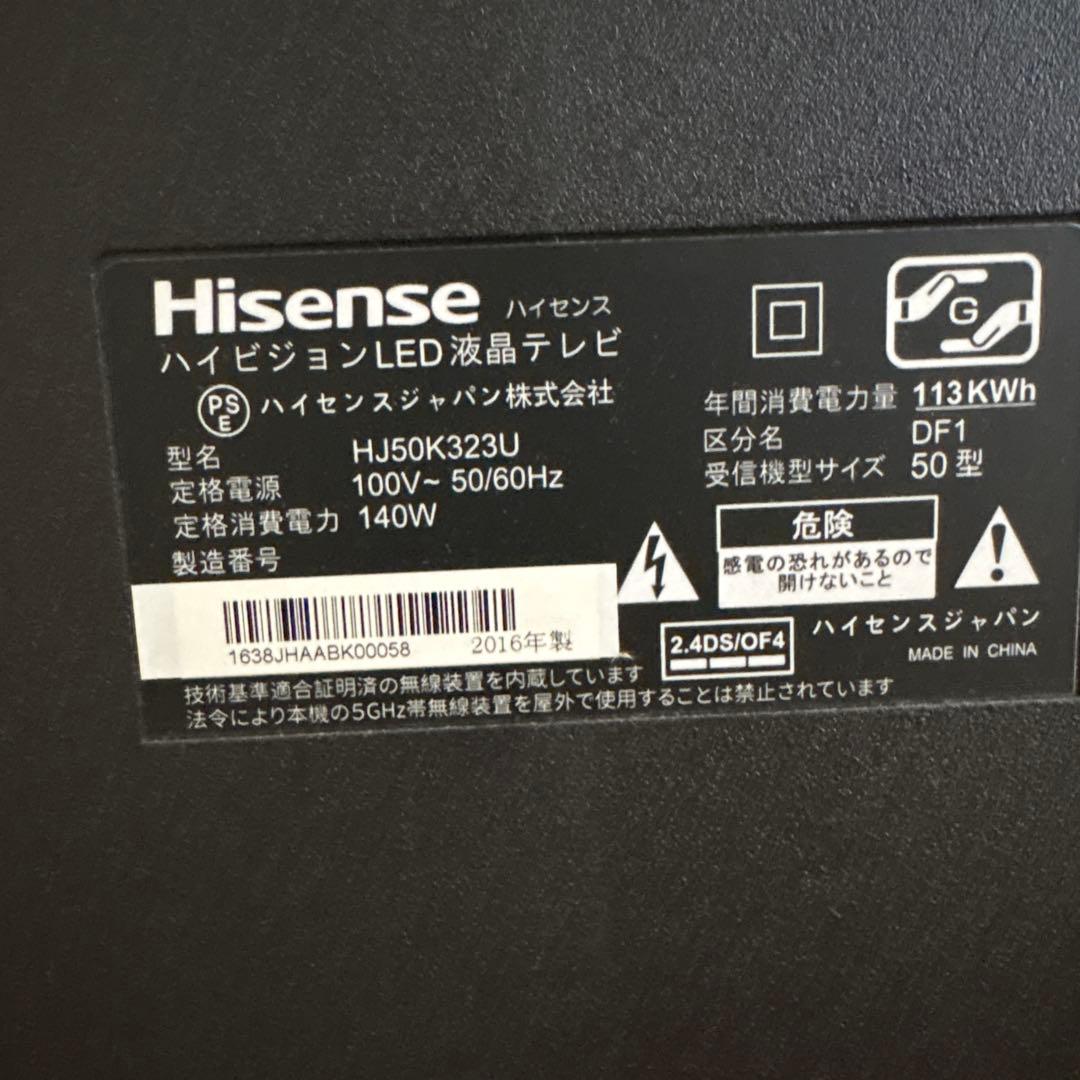 Hisense ハイセンス
ハイビジョンLED液晶テレビ
PSE ハイセンスジャパン株式会社
型名 HJ50K323U
定格電源 100V~ 50/60Hz
定格消費電力 140W
製造番号
1638JHAABK00058 2016年製
G
年間消費電力量 113KWh
区分名 DF1
受信機型サイズ 50型
危険
感電の恐れがあるので
開けないこと
2.4DS/OF4
ハイセンスジャパン
MADE IN CHINA
技術基準適合証明済の無線装置を内蔵しています
法令により本機の5GHz帯無線装置を屋外で使用することは禁止されています